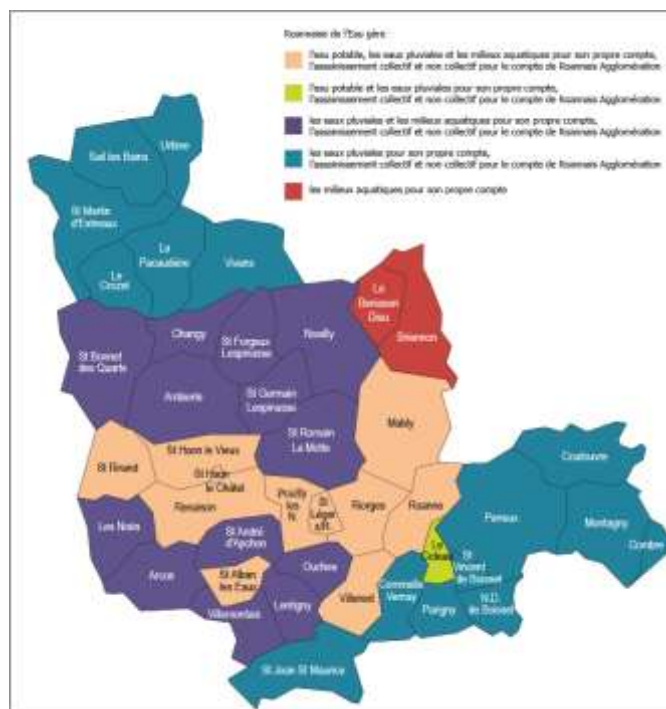 Roannaise de l'Eau gère :
l'eau potable, les eaux pluviales et les milieux aquatiques pour son propre compte,
l'assainissement collectif et non collectif pour le compte de Roannais Agglomération
l'eau potable et les eaux pluviales pour son propre compte,
l'assainissement collectif et non collectif pour le compte de Roannais Agglomération
les eaux pluviales et les milieux aquatiques pour son propre compte,
l'assainissement collectif et non collectif pour le compte de Roannais Agglomération
les eaux pluviales pour son propre compte,
l'assainissement collectif et non collectif pour le compte de Roannais Agglomération
les milieux aquatiques pour son propre compte
Urbise
Sail les Bains
St Martin
d'Estreaux
La
Pacaudière
Vivans
Le
Crozet
La
Benisson
Dieu
Briennon
Changy
St Forgeux
Lespinasse
Noailly
St Bonnet
des Quarts
Ambierle
St Germain
Lespinasse
St Romain
La Motte
Mably
St Haon le Vieux
St Rirand
St Haon
le Châtel
Renaison
Pouilly
les
N.
St
Léger
s/R.
Riorges
Roanne
Coutouvre
Perreux
Montagny
Combre
Les Noës
St André
d'Apchon
Le
Coteau
St
Vincent
de Boisset
Arcon
St Alban
les Eaux
Ouches
Villerest
Commelle
Vernay
Villemontais
Lentigny
Parigny
N.D.
de Boisset
St Jean St Maurice